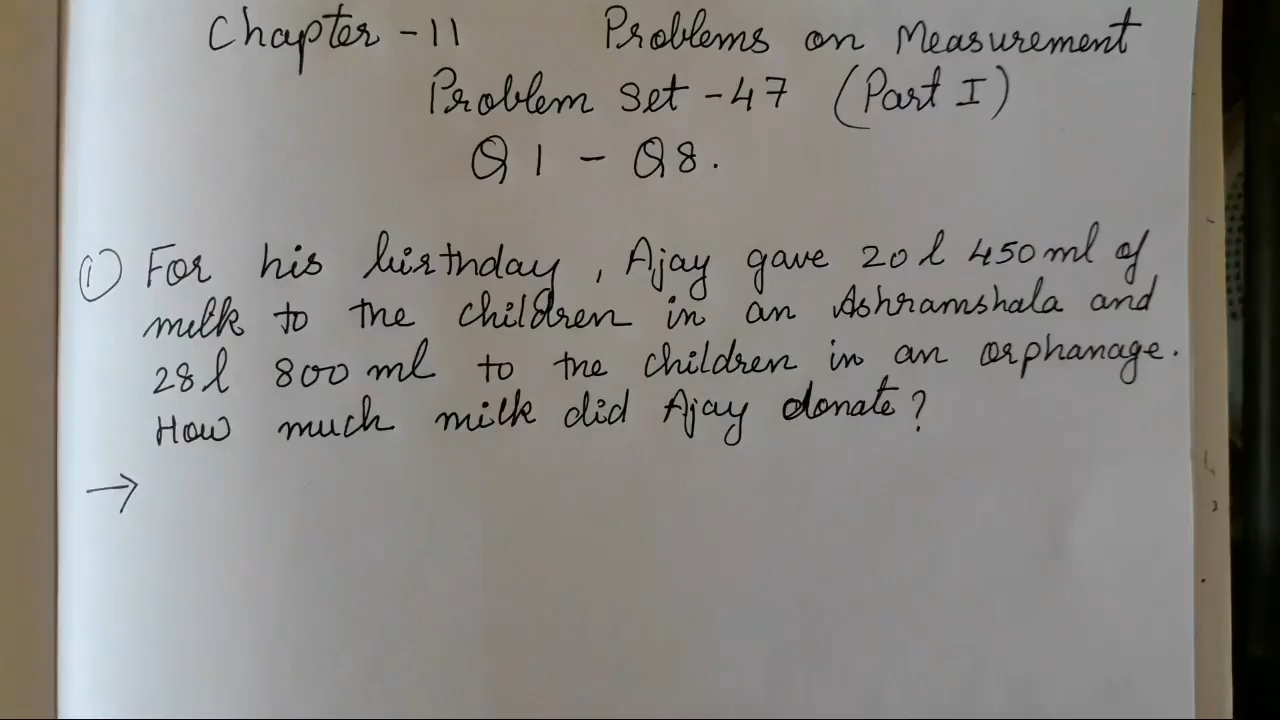 Chapter - 11 Problems on Measurement
Problem set - 47 (Part I)
Q 1 - Q8.
① For his birthday, Ajay gave 20 l 450 ml of
milk to the children in an Ashramshala and
28 l 800 ml to the children in an orphanage.
How much milk did Ajay donate?
→